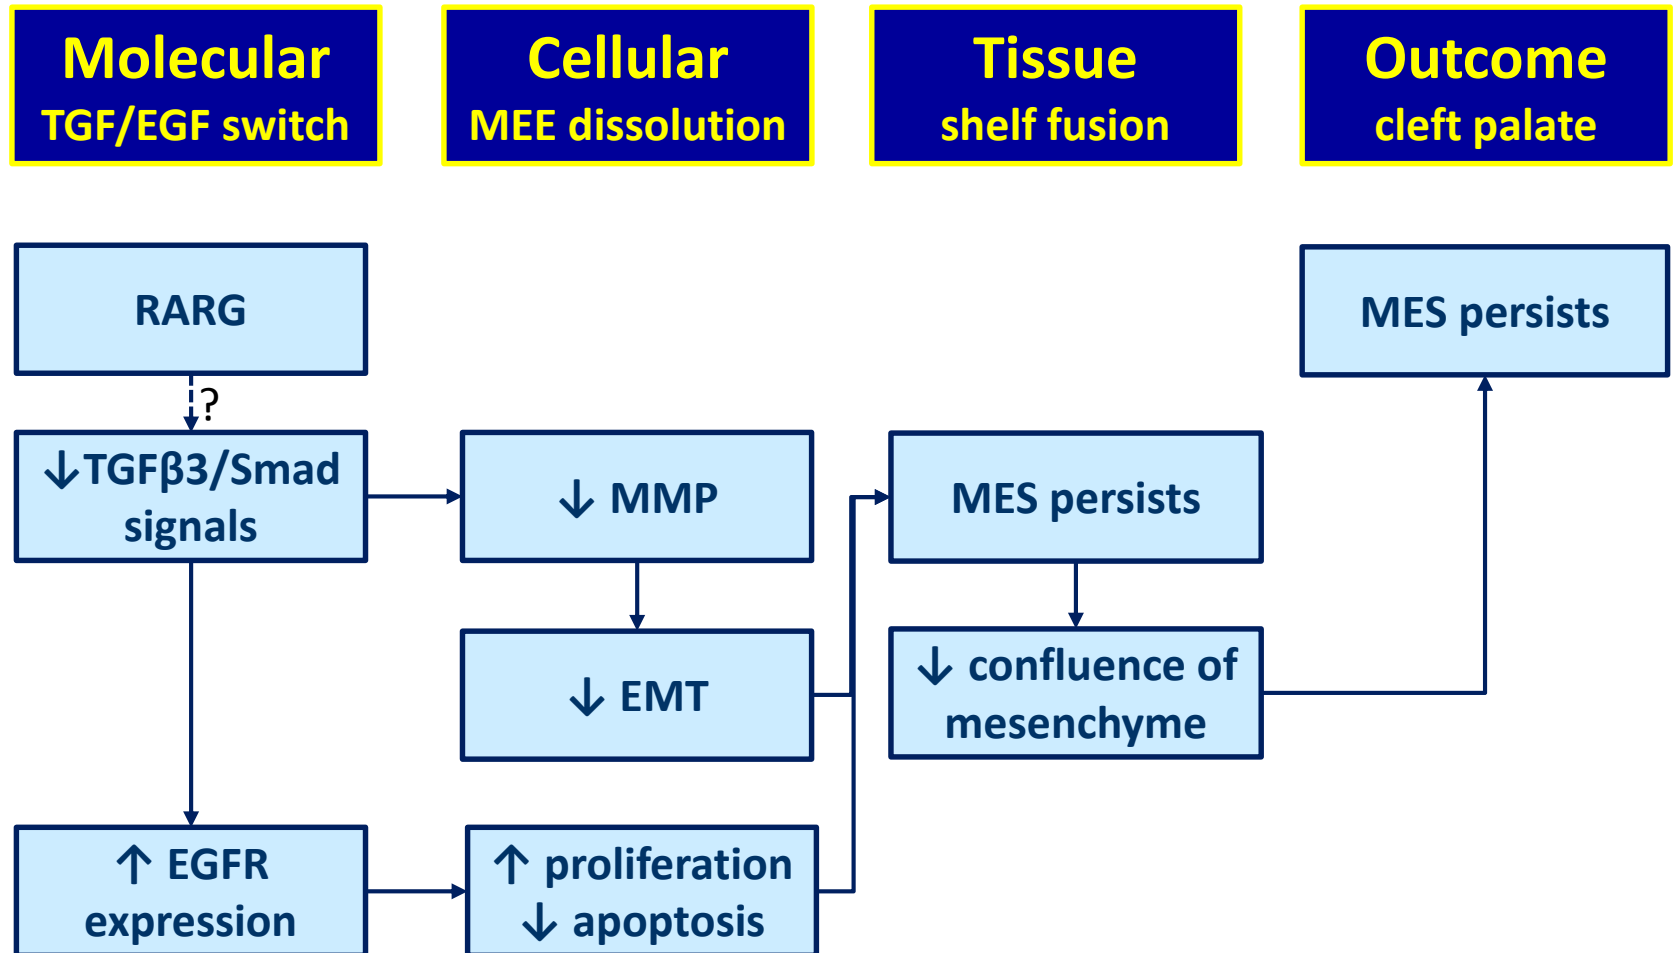 Molecular
TGF/EGF switch
Cellular
MEE dissolution
Tissue
shelf fusion
Outcome
cleft palate
RARG
?
↓TGFβ3/Smad
signals
↑ EGFR
expression
↓ MMP
↓ EMT
↑ proliferation
↓ apoptosis
MES persists
↓ confluence of
mesenchyme
MES persists